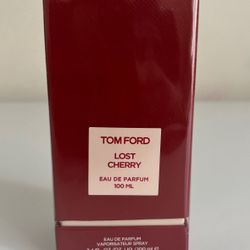 TOM FORD
LOST
CHERRY
EAU DE PARFUM
100 ML
EAU DE PARFUM
VAPORISATEUR SPRAY